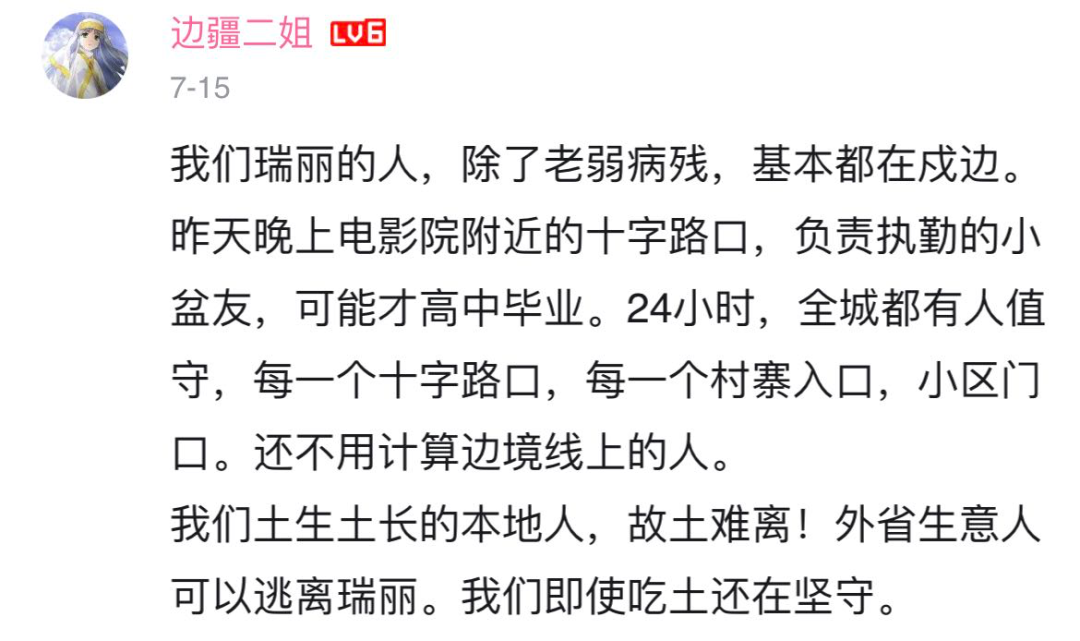 边疆二姐 LV6
7-15
我们瑞丽的人，除了老弱病残，基本都在戍边。
昨天晚上电影院附近的十字路口，负责执勤的小
盆友，可能才高中毕业。24小时，全城都有人值
守，每一个十字路口，每一个村寨入口，小区门
口。还不用计算边境线上的人。
我们土生土长的本地人，故土难离！外省生意人
可以逃离瑞丽。我们即使吃土还在坚守。